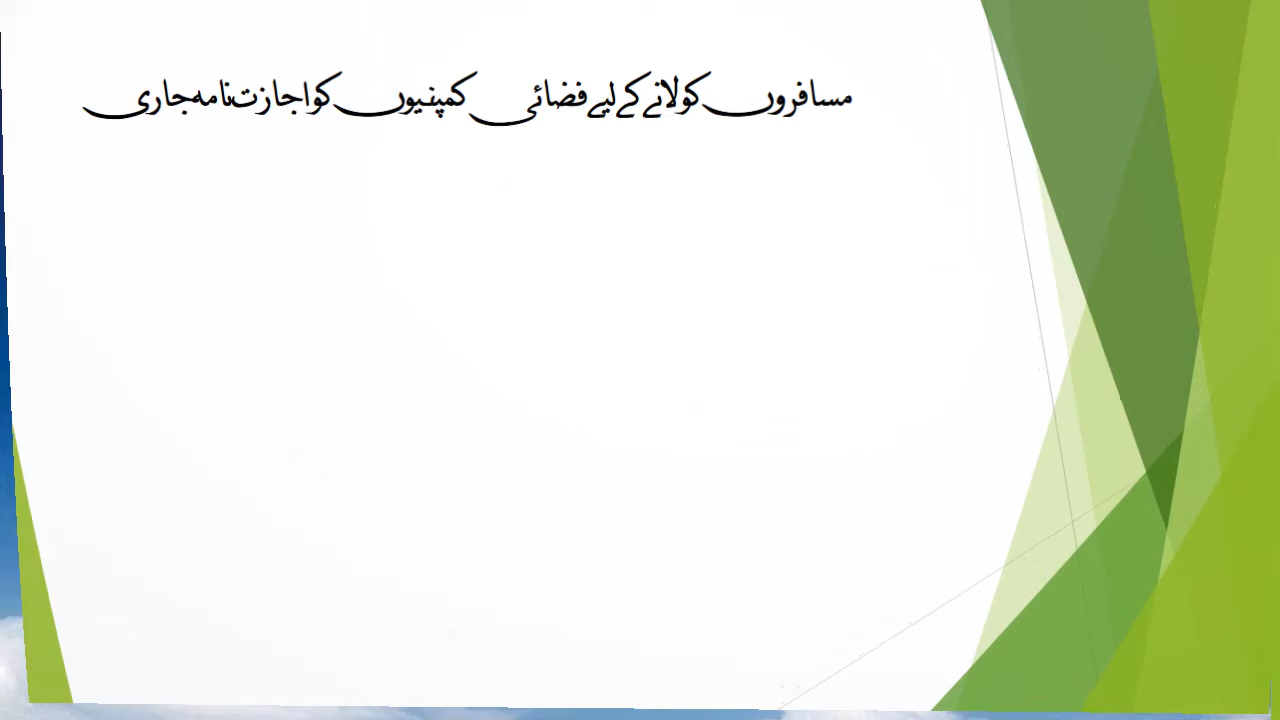 مسافروں کو لانے کے لیے فضائی کمپنیوں کو اجازت نامہ جاری